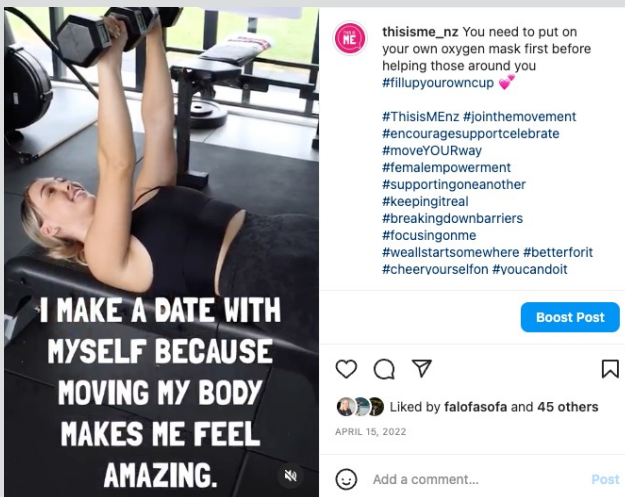 I MAKE A DATE WITH
MYSELF BECAUSE
MOVING MY BODY
MAKES ME FEEL
AMAZING.
THIS IS
ME
thisisme_nz You need to put on
your own oxygen mask first before
helping those around you
#fillupyourowncup 💕
#ThisisMEnz #jointhemovement
#encouragesupportcelebrate
#moveYOURway
#femalempowerment
#supportingoneanother
#keepingitreal
#breakingdownbarriers
#focusingonme
#weallstartsomewhere #betterforit
#cheeryourselfon #youcandoit
Boost Post
Liked by falofasofa and 45 others
APRIL 15, 2022
Add a comment...
Post